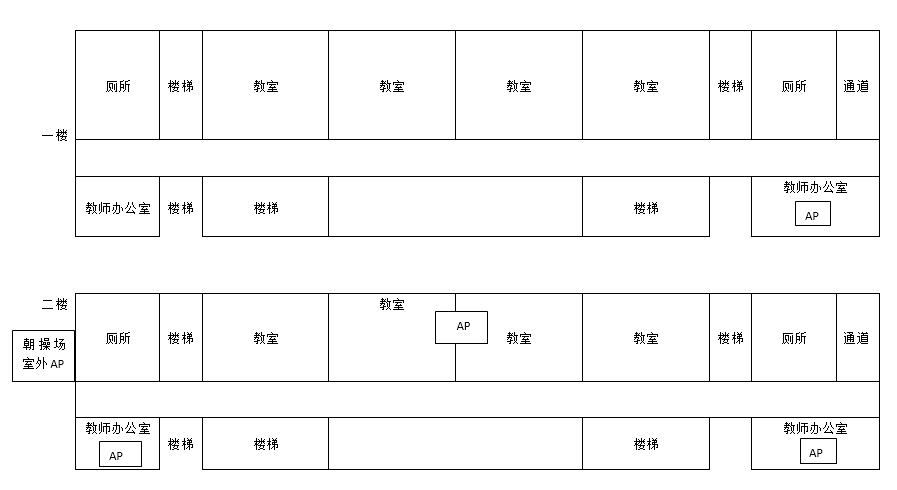 厕所 楼梯 教室 教室 教室 教室 楼梯 厕所 通道
一楼
教师办公室 楼梯 楼梯 楼梯 教师办公室
AP
二楼 教室
厕所 楼梯 教室 AP 教室 教室 楼梯 厕所 通道
朝操场
室外AP
教师办公室 楼梯 楼梯 楼梯 教师办公室
AP AP